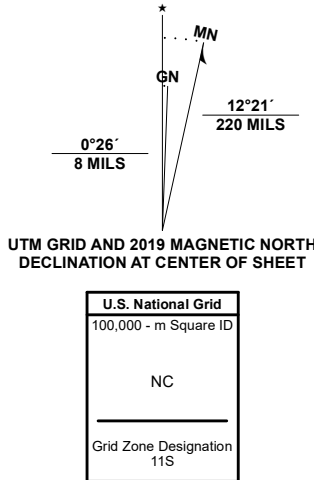 ★
MN
GN
12°21´
220 MILS
0°26´
8 MILS
UTM GRID AND 2019 MAGNETIC NORTH
DECLINATION AT CENTER OF SHEET
U.S. National Grid
100,000 - m Square ID
NC
Grid Zone Designation
11S